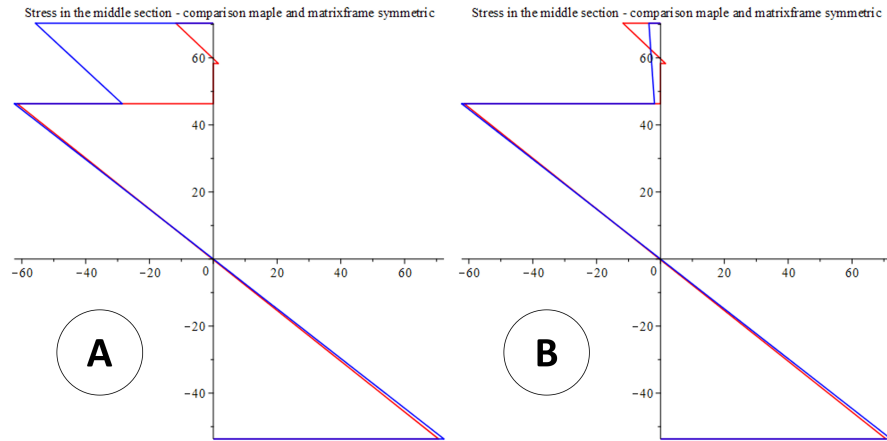 Stress in the middle section - comparison maple and matrixframe symmetric
60
40
20
−60 −40 −20 0 20 40 60
−20
−40
A
Stress in the middle section - comparison maple and matrixframe symmetric
60
40
20
−60 −40 −20 0 20 40 60
−20
−40
B